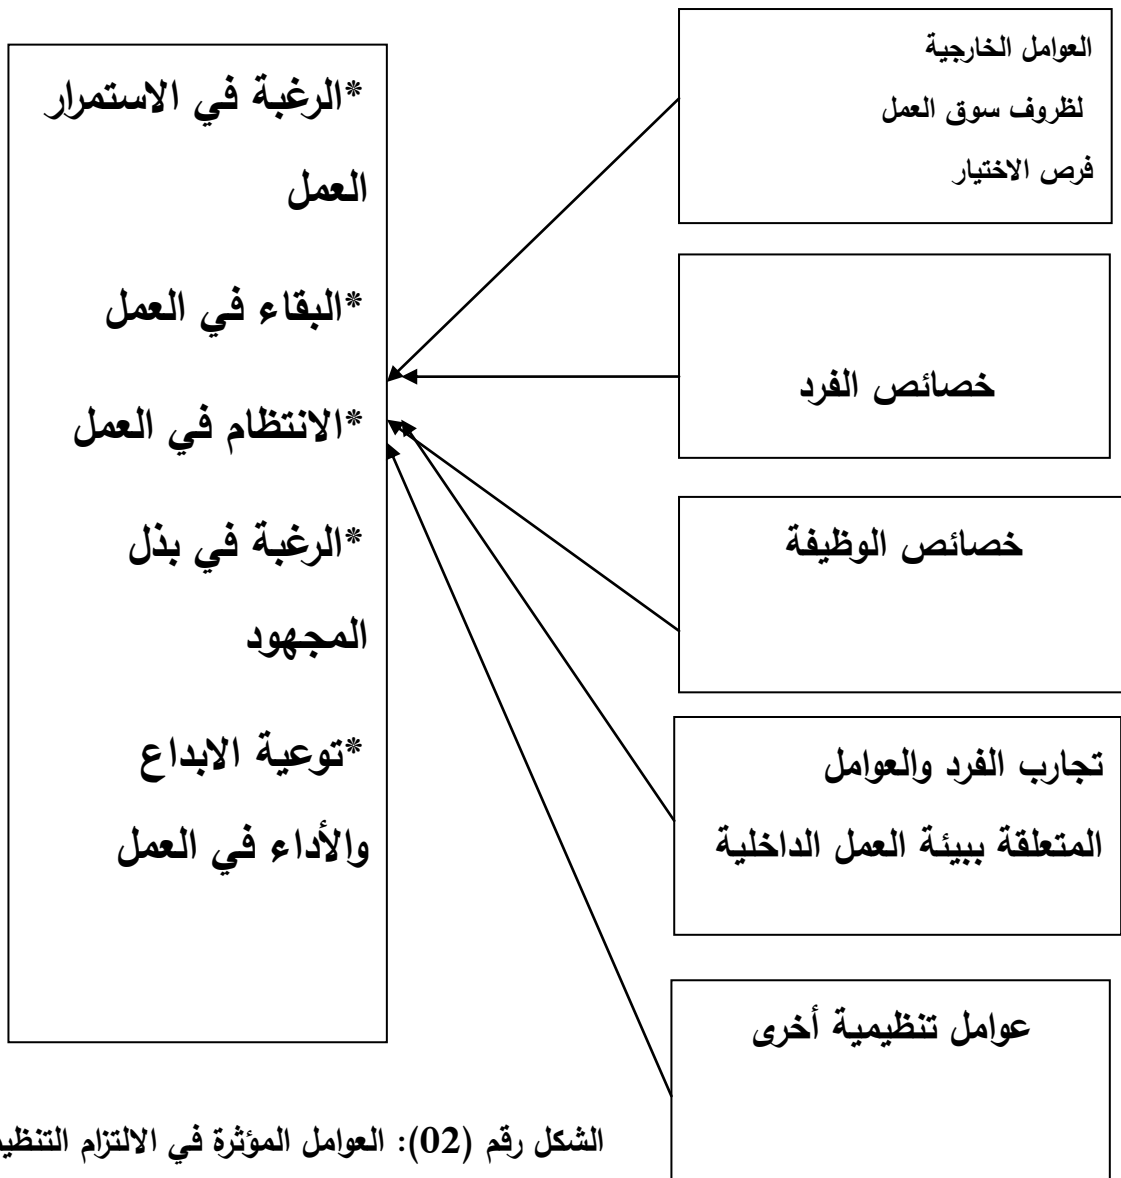 العوامل الخارجية
لظروف سوق العمل
فرص الاختيار
خصائص الفرد
خصائص الوظيفة
تجارب الفرد والعوامل
المتعلقة ببيئة العمل الداخلية
عوامل تنظيمية أخرى
*الرغبة في الاستمرار
العمل
*البقاء في العمل
*الانتظام في العمل
*الرغبة في بذل
المجهود
*توعية الابداع
والأداء في العمل
الشكل رقم (02): العوامل المؤثرة في الالتزام